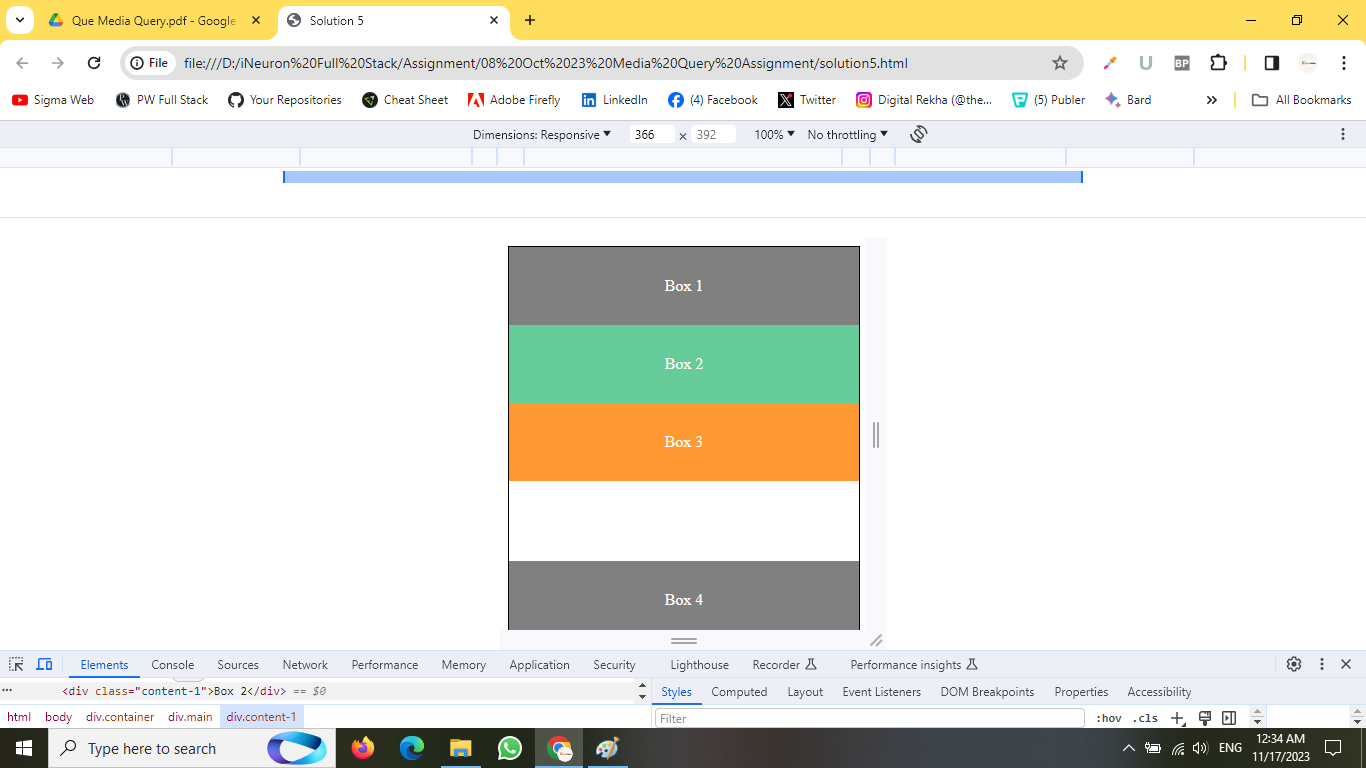 Que Media Query.pdf - Google
Solution 5
File
file:///D:/iNeuron%20Full%20Stack/Assignment/08%20Oct%202023%20Media%20Query%20Assignment/solution5.html
U BP
Sigma Web PW Full Stack Your Repositories Cheat Sheet Adobe Firefly LinkedIn (4) Facebook Twitter Digital Rekha (@the... (5) Publer Bard » All Bookmarks
Dimensions: Responsive 366 × 392 100% No throttling
Box 1
Box 2
Box 3
Box 4
Elements Console Sources Network Performance Memory Application Security Lighthouse Recorder Performance insights
... <div class="content-1">Box 2</div> == $0
Styles Computed Layout Event Listeners DOM Breakpoints Properties Accessibility
html body div.container div.main div.content-1
Filter :hov .cls
Type here to search
ENG
12:34 AM
11/17/2023